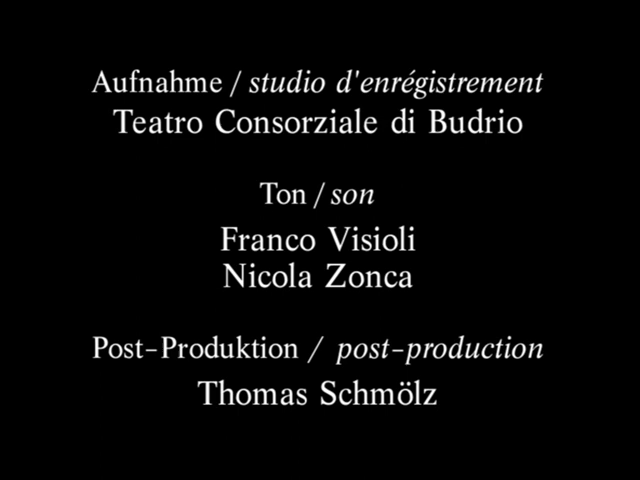 Aufnahme / studio d'enrégistrement
Teatro Consorziale di Budrio
Ton / son
Franco Visioli
Nicola Zonca
Post-Produktion / post-production
Thomas Schmölz